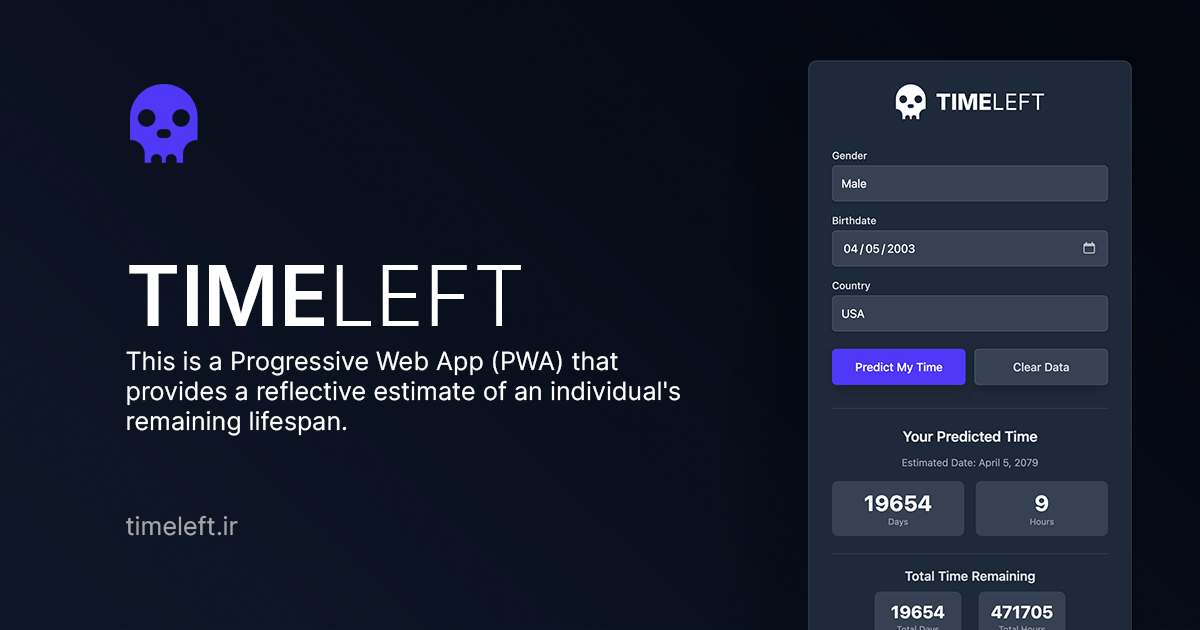 TIMELEFT
This is a Progressive Web App (PWA) that
provides a reflective estimate of an individual's
remaining lifespan.
timeleft.ir
TIMELEFT
Gender
Male
Birthdate
04/05/2003
Country
USA
Predict My Time Clear Data
Your Predicted Time
Estimated Date: April 5, 2079
19654 9
Days Hours
Total Time Remaining
19654 471705
Total Days Total Hours